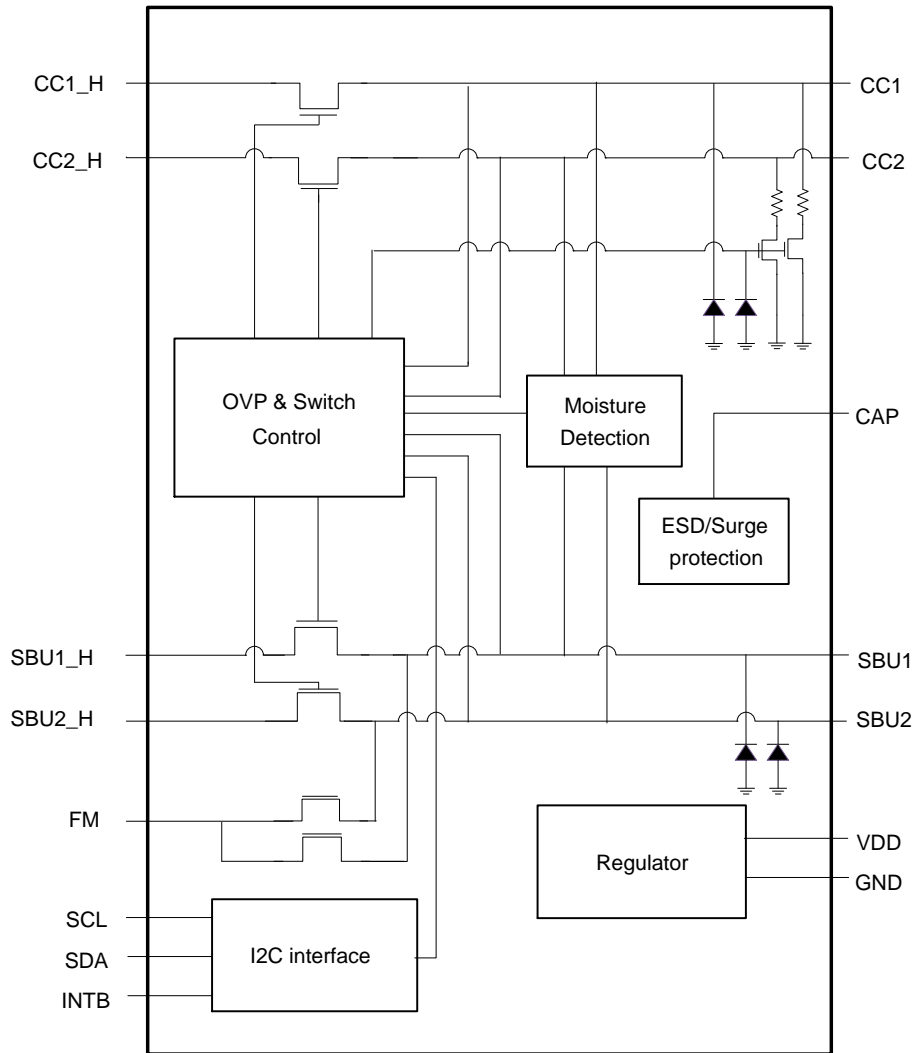 CC1_H
CC1
CC2_H
CC2
OVP & Switch
Control
Moisture
Detection
CAP
ESD/Surge
protection
SBU1_H
SBU1
SBU2_H
SBU2
FM
Regulator
VDD
GND
SCL
SDA
INTB
I2C interface